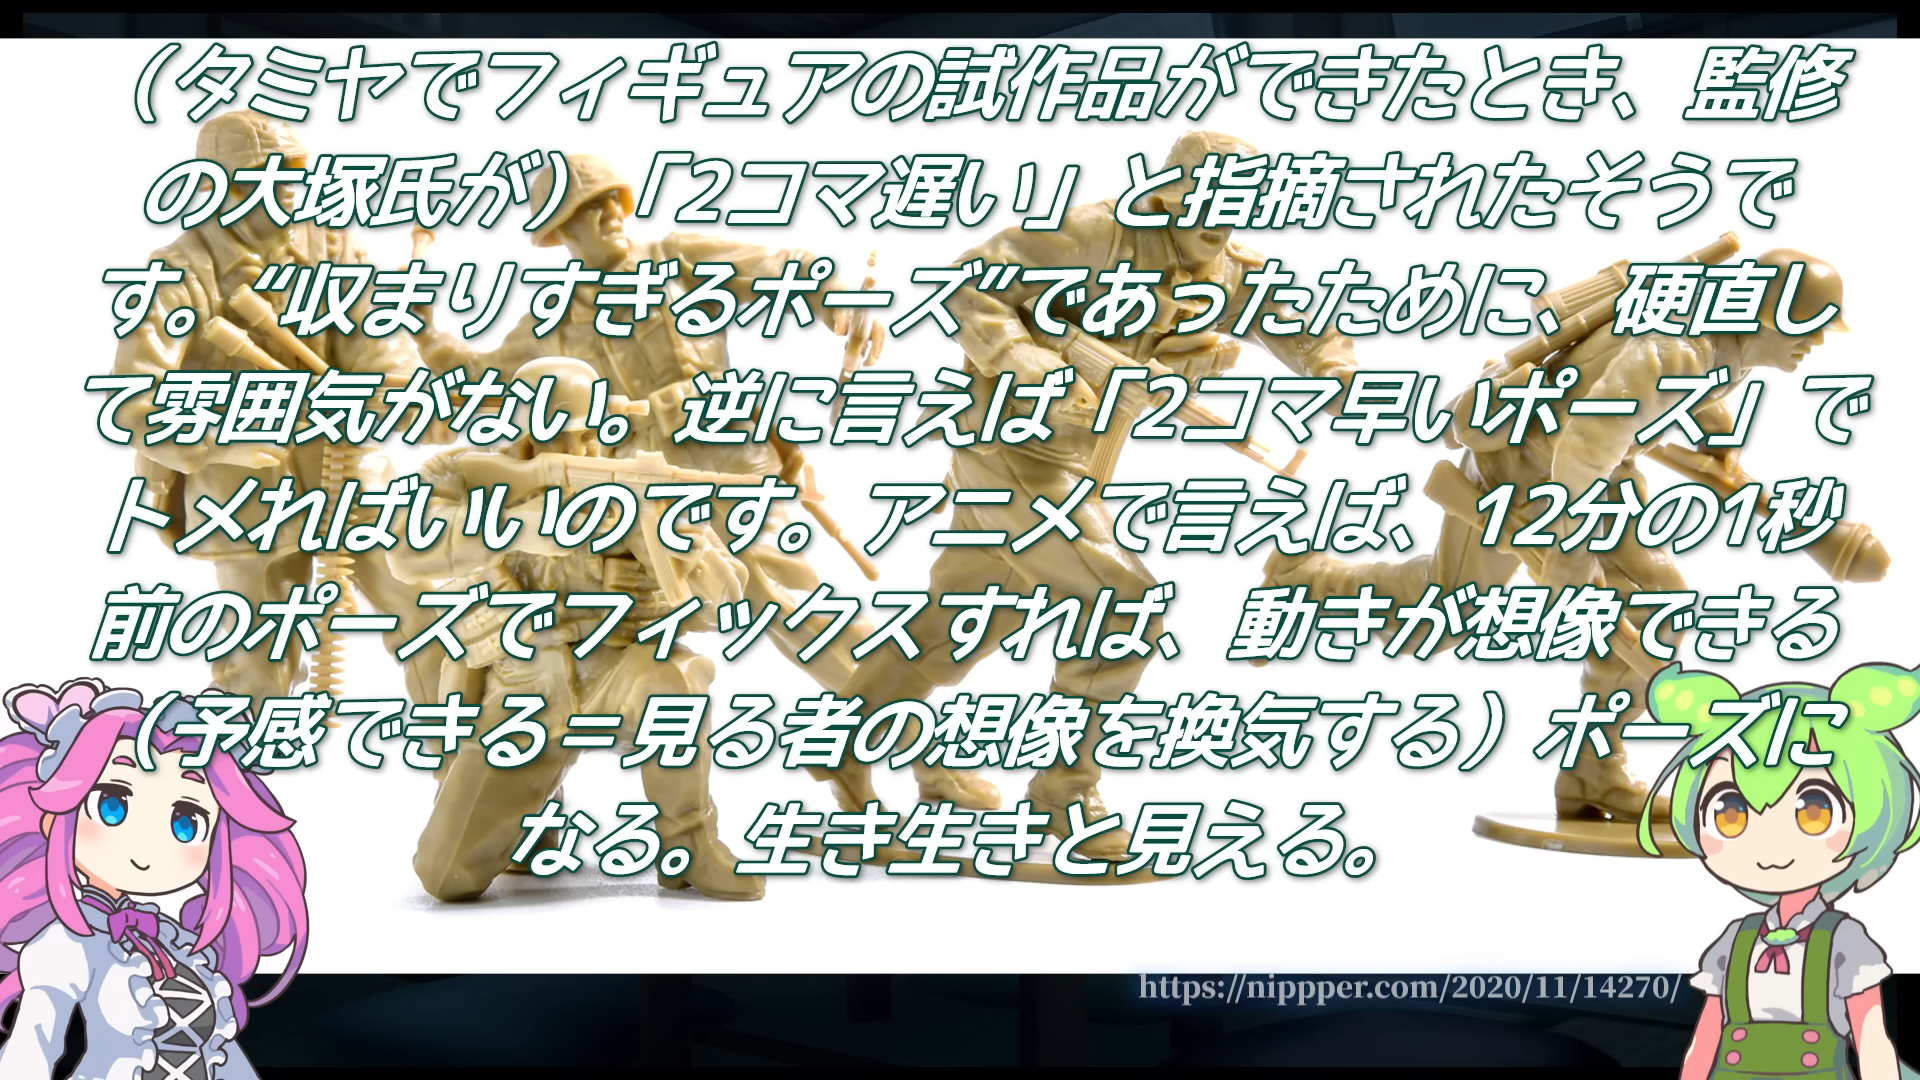 （タミヤでフィギュアの試作品ができたとき、監修
の大塚氏が）「2コマ遅い」と指摘されたそうで
す。“収まりすぎるポーズ”であったために、硬直し
て雰囲気がない。逆に言えば「2コマ早いポーズ」で
トメればいいのです。アニメで言えば、12分の1秒
前のポーズでフィックスすれば、動きが想像できる
（予感できる＝見る者の想像を換気する）ポーズに
なる。生き生きと見える。
https://nippper.com/2020/11/14270/